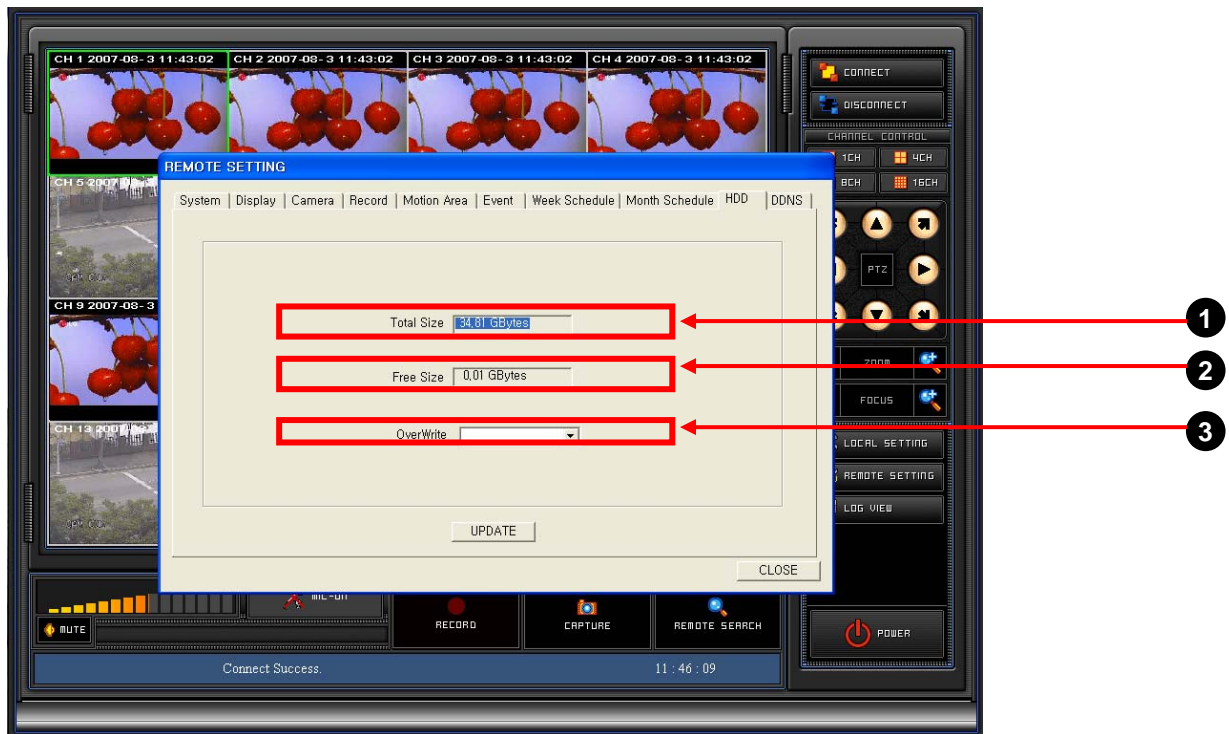 CH 1 2007-08- 3 11:43:02
CH 2 2007-08- 3 11:43:02
CH 3 2007-08- 3 11:43:02
CH 4 2007-08- 3 11:43:02
CONNECT
DISCONNECT
CHANNEL CONTROL
1CH
4CH
8CH
16CH
REMOTE SETTING
CH 5 2007
System
Display
Camera
Record
Motion Area
Event
Week Schedule
Month Schedule
HDD
DDNS
PTZ
CH 9 2007-08- 3
Total Size 34,81 GBytes
1
ZOOM
Free Size 0,01 GBytes
2
FOCUS
CH 13 2007
OverWrite
3
LOCAL SETTING
REMOTE SETTING
LOG VIEW
UPDATE
CLOSE
MIC-ON
MUTE
RECORD
CAPTURE
REMOTE SEARCH
POWER
Connect Success.
11 : 46 : 09